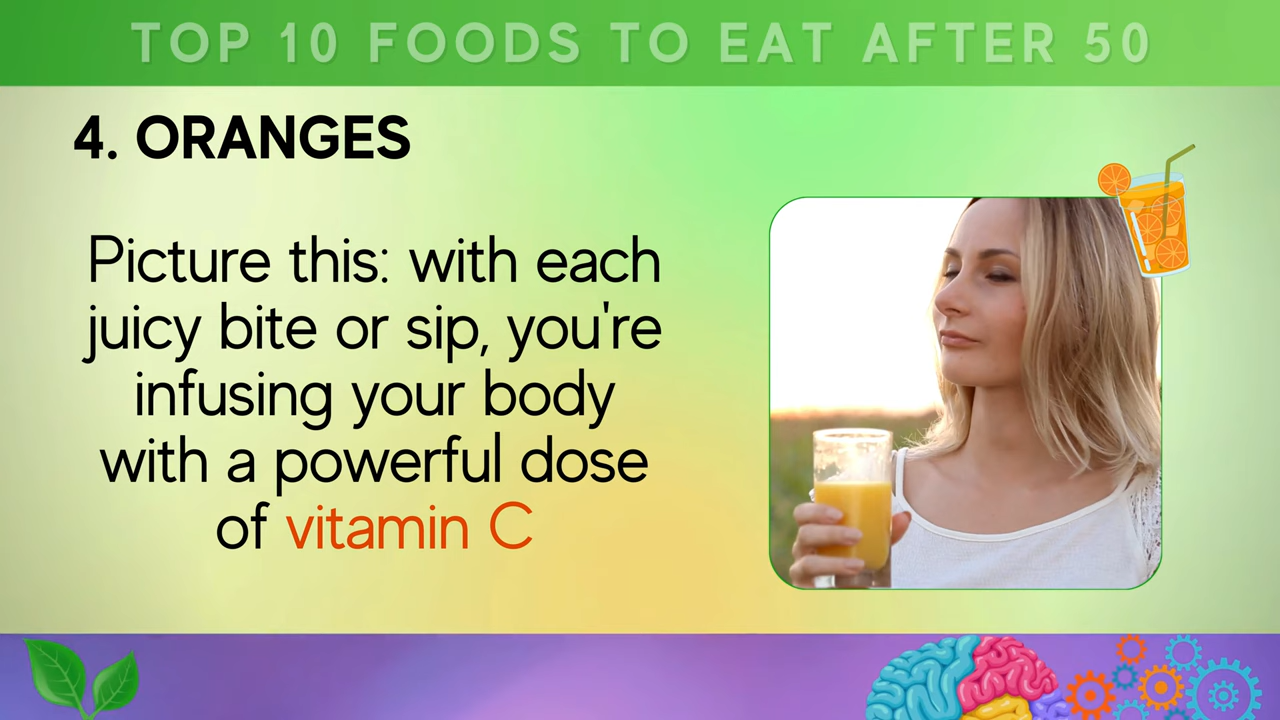 TOP 10 FOODS TO EAT AFTER 50
4. ORANGES
Picture this: with each
juicy bite or sip, you're
infusing your body
with a powerful dose
of vitamin C